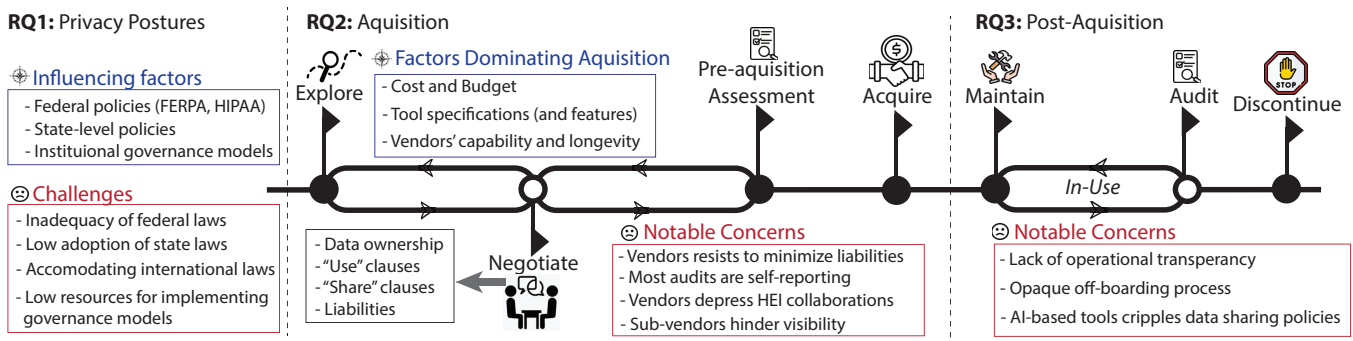 RQ1: Privacy Postures
Influencing factors
- Federal policies (FERPA, HIPAA)
- State-level policies
- Instituional governance models
Challenges
- Inadequacy of federal laws
- Low adoption of state laws
- Accomodating international laws
- Low resources for implementing
governance models
RQ2: Aquisition
Explore
Factors Dominating Aquisition
- Cost and Budget
- Tool specifications (and features)
- Vendors' capability and longevity
Pre-aquisition
Assessment
Acquire
Negotiate
- Data ownership
- "Use" clauses
- "Share" clauses
- Liabilities
Notable Concerns
- Vendors resists to minimize liabilities
- Most audits are self-reporting
- Vendors depress HEI collaborations
- Sub-vendors hinder visibility
RQ3: Post-Aquisition
Maintain
Audit
STOP
Discontinue
In-Use
Notable Concerns
- Lack of operational transperancy
- Opaque off-boarding process
- AI-based tools cripples data sharing policies